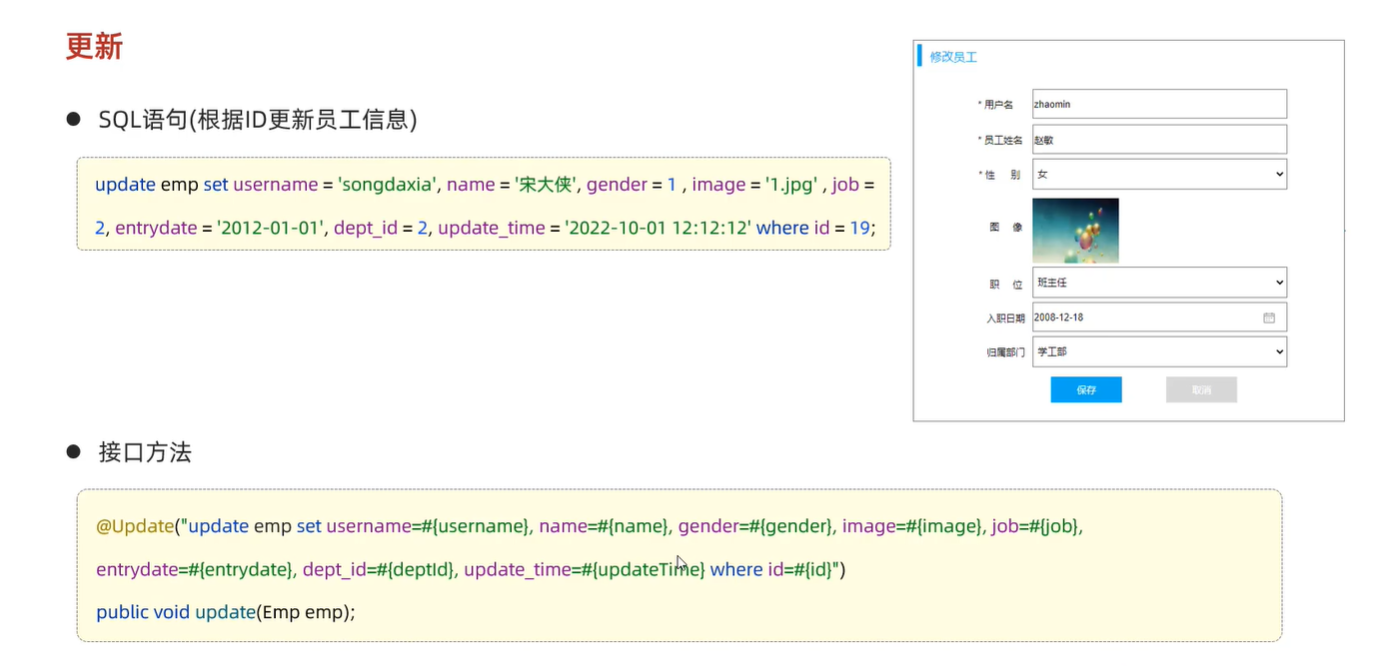 更新
● SQL语句(根据ID更新员工信息)
update emp set username = 'songdaxia', name = '宋大侠', gender = 1 , image = '1.jpg' , job =
2, entrydate = '2012-01-01', dept_id = 2, update_time = '2022-10-01 12:12:12' where id = 19;
修改员工
* 用户名 zhaomin
* 员工姓名 赵敏
* 性 别 女
图 像
职 位 班主任
入职日期 2008-12-18
归属部门 学工部
保存 取消
● 接口方法
@Update("update emp set username=#{username}, name=#{name}, gender=#{gender}, image=#{image}, job=#{job},
entrydate=#{entrydate}, dept_id=#{deptId}, update_time=#{updateTime} where id=#{id}")
public void update(Emp emp);